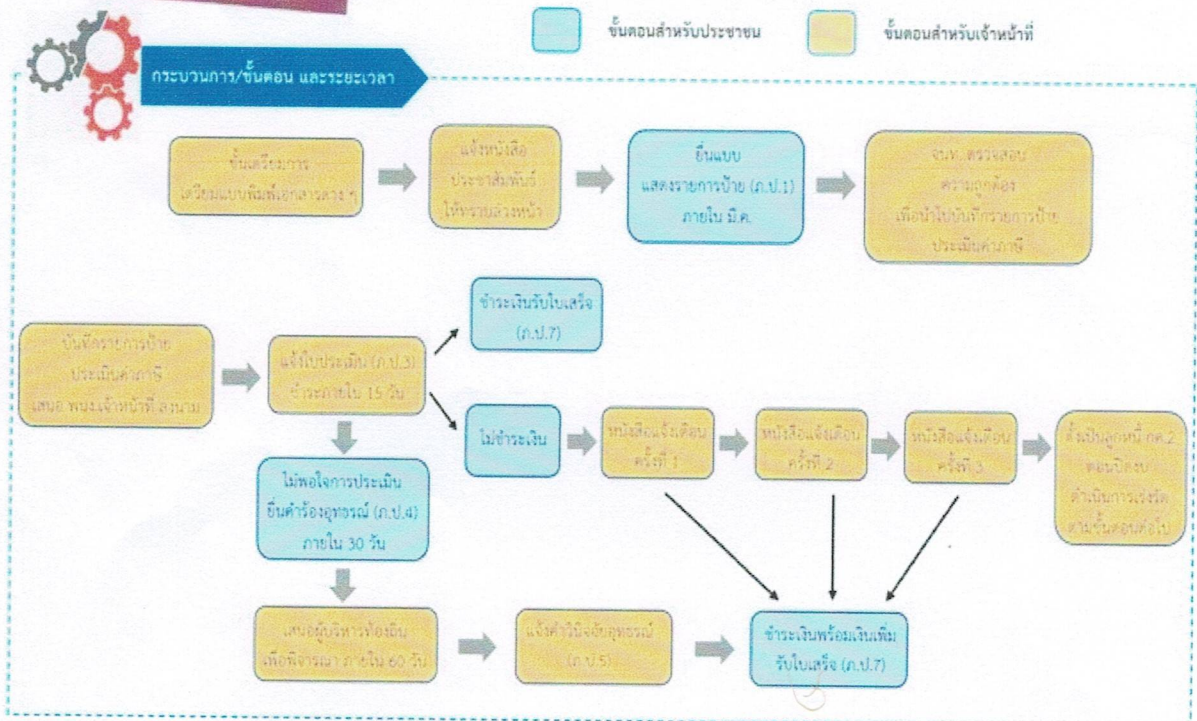 ขั้นตอนสำหรับประชาชน
ขั้นตอนสำหรับเจ้าหน้าที่
กระบวนการ/ขั้นตอน และระยะเวลา
ขั้นเตรียมการ
เตรียมแบบพิมพ์เอกสารต่าง ๆ
แจ้งหนังสือ
ประชาสัมพันธ์
ให้ทราบล่วงหน้า
ยื่นแบบ
แสดงรายการป้าย (ภ.ป.1)
ภายใน มี.ค.
จนท. ตรวจสอบ
ความถูกต้อง
เพื่อนำไปบันทึกรายการป้าย
ประเมินค่าภาษี
บันทึกรายการป้าย
ประเมินค่าภาษี
เสนอ พนง.เจ้าหน้าที่ ลงนาม
แจ้งใบประเมิน (ภ.ป.3)
ชำระภายใน 15 วัน
ชำระเงินรับใบเสร็จ
(ภ.ป.7)
ไม่ชำระเงิน
หนังสือแจ้งเตือน
ครั้งที่ 1
หนังสือแจ้งเตือน
ครั้งที่ 2
หนังสือแจ้งเตือน
ครั้งที่ 3
ตั้งเป็นลูกหนี้ กค.2
ตอนปิดงบ
ดำเนินการเร่งรัด
ตามขั้นตอนต่อไป
ไม่พอใจการประเมิน
ยื่นคำร้องอุทธรณ์ (ภ.ป.4)
ภายใน 30 วัน
เสนอผู้บริหารท้องถิ่น
เพื่อพิจารณา ภายใน 60 วัน
แจ้งคำวินิจฉัยอุทธรณ์
(ภ.ป.5)
ชำระเงินพร้อมเงินเพิ่ม
รับใบเสร็จ (ภ.ป.7)